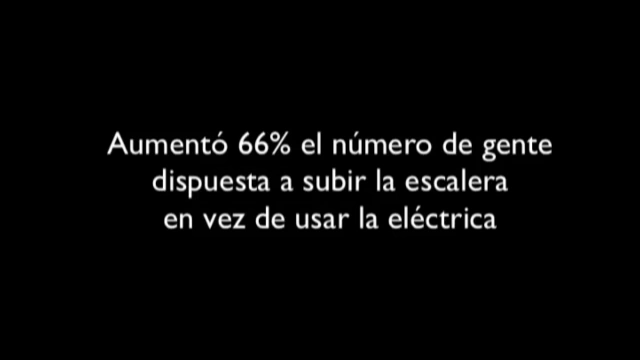 Aumentó 66% el número de gente
dispuesta a subir la escalera
en vez de usar la eléctrica